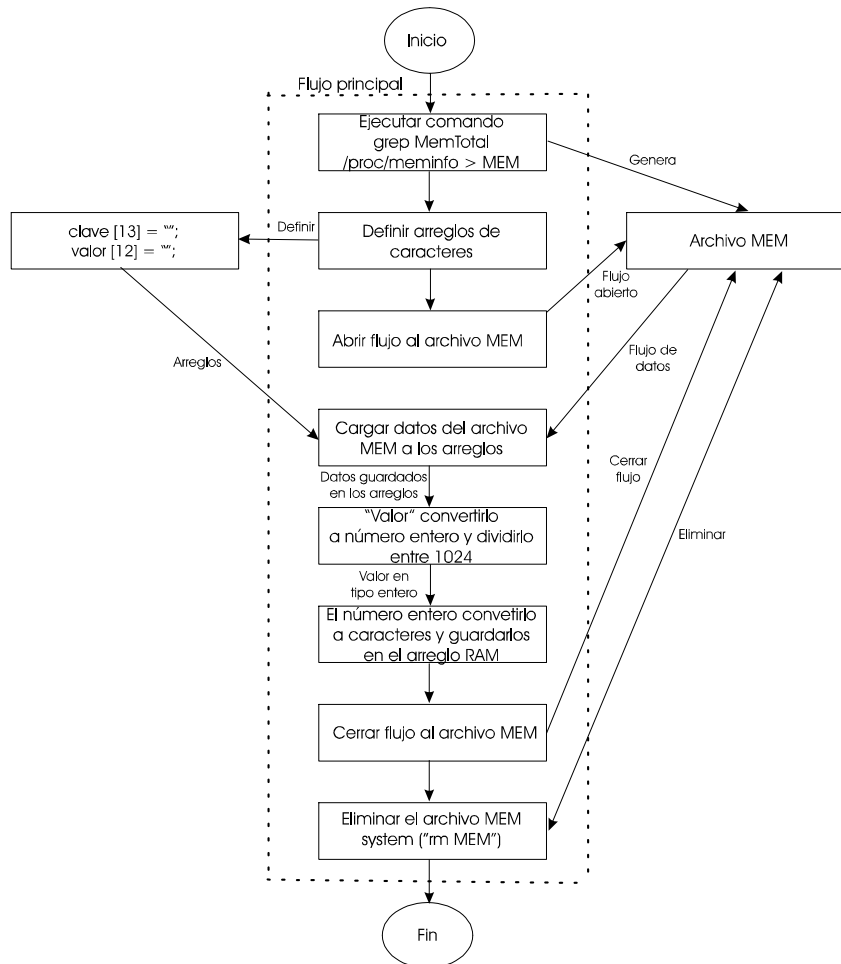 Inicio
Flujo principal
Ejecutar comando
grep MemTotal
/proc/meminfo > MEM
Genera
clave [13] = “”;
valor [12] = “”;
Definir
Definir arreglos de
caracteres
Archivo MEM
Flujo
abierto
Abrir flujo al archivo MEM
Arreglos
Flujo de
datos
Cargar datos del archivo
MEM a los arreglos
Datos guardados
en los arreglos
Cerrar
flujo
“Valor” convertirlo
a número entero y dividirlo
entre 1024
Eliminar
Valor en
tipo entero
El número entero convetirlo
a caracteres y guardarlos
en el arreglo RAM
Cerrar flujo al archivo MEM
Eliminar el archivo MEM
system ("rm MEM”)
Fin